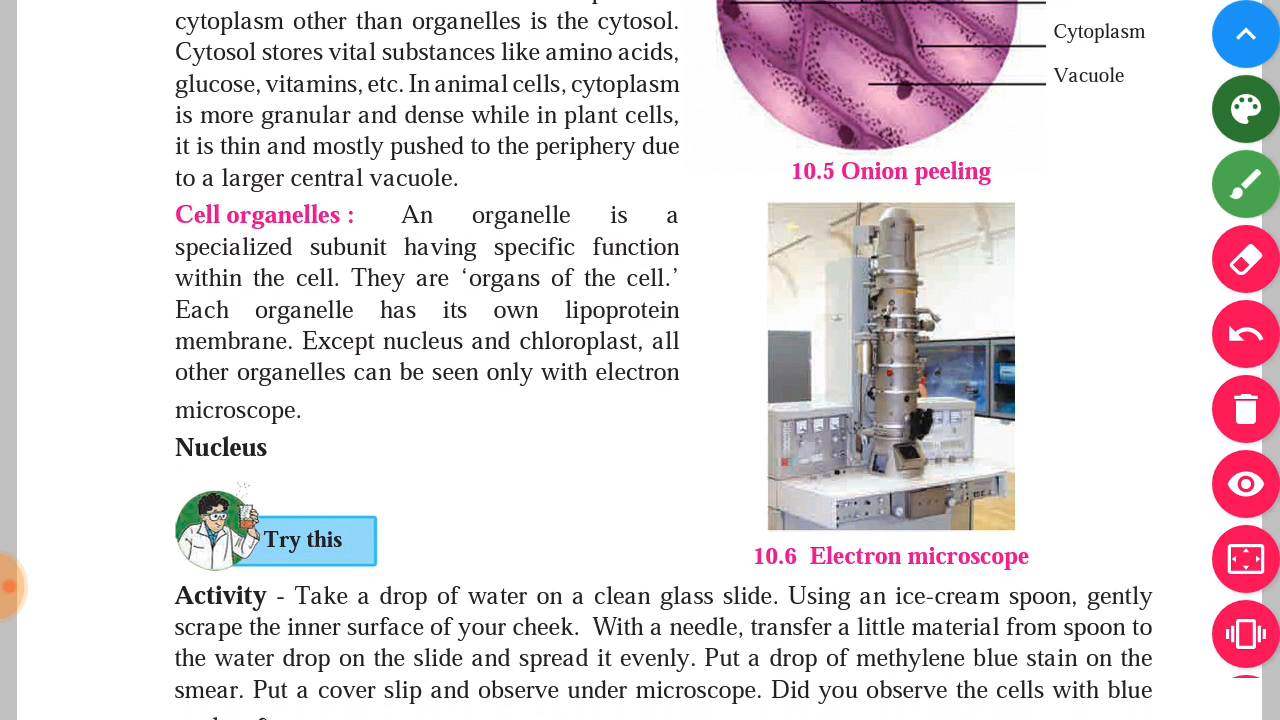 cytoplasm other than organelles is the cytosol.
Cytosol stores vital substances like amino acids,
glucose, vitamins, etc. In animal cells, cytoplasm
is more granular and dense while in plant cells,
it is thin and mostly pushed to the periphery due
to a larger central vacuole.
Cell organelles : An organelle is a
specialized subunit having specific function
within the cell. They are ‘organs of the cell.’
Each organelle has its own lipoprotein
membrane. Except nucleus and chloroplast, all
other organelles can be seen only with electron
microscope.
Nucleus
Try this
Cytoplasm
Vacuole
10.5 Onion peeling
10.6 Electron microscope
Activity - Take a drop of water on a clean glass slide. Using an ice-cream spoon, gently
scrape the inner surface of your cheek. With a needle, transfer a little material from spoon to
the water drop on the slide and spread it evenly. Put a drop of methylene blue stain on the
smear. Put a cover slip and observe under microscope. Did you observe the cells with blue